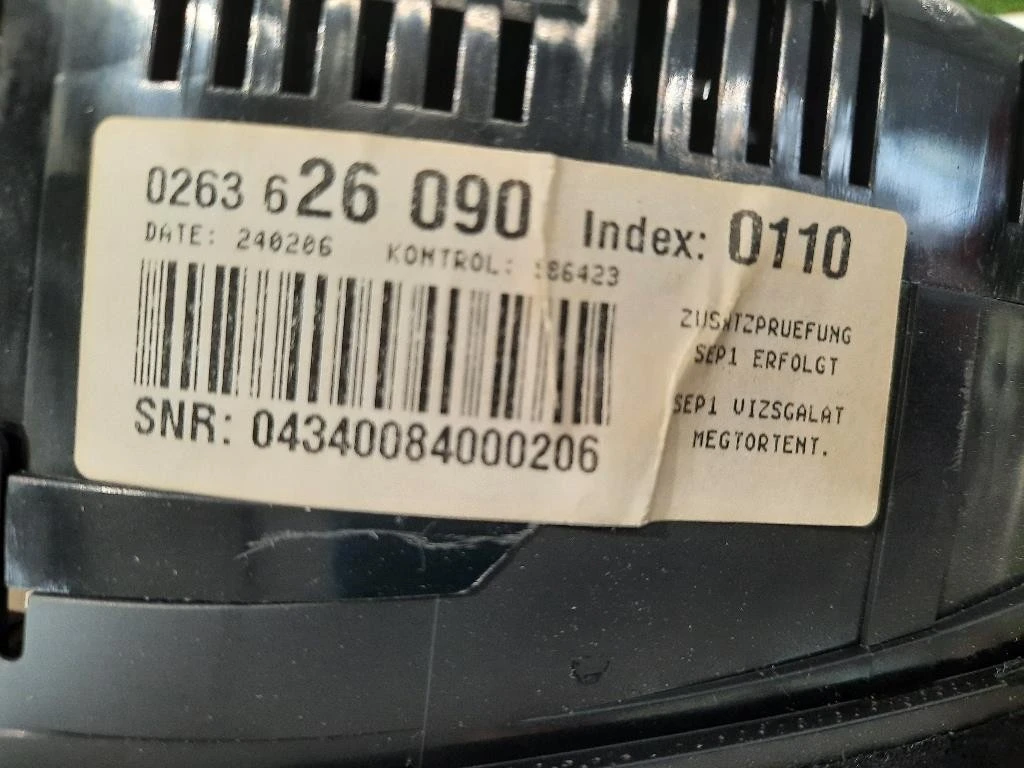 0263 626 090 Index: 0110
DATE: 240206 KONTROL: 186423
ZUSATZPRUEFUNG
SEP1 ERFOLGT
SEP1 VIZSGALAT
MEGTORTENT.
SNR: 04340084000206